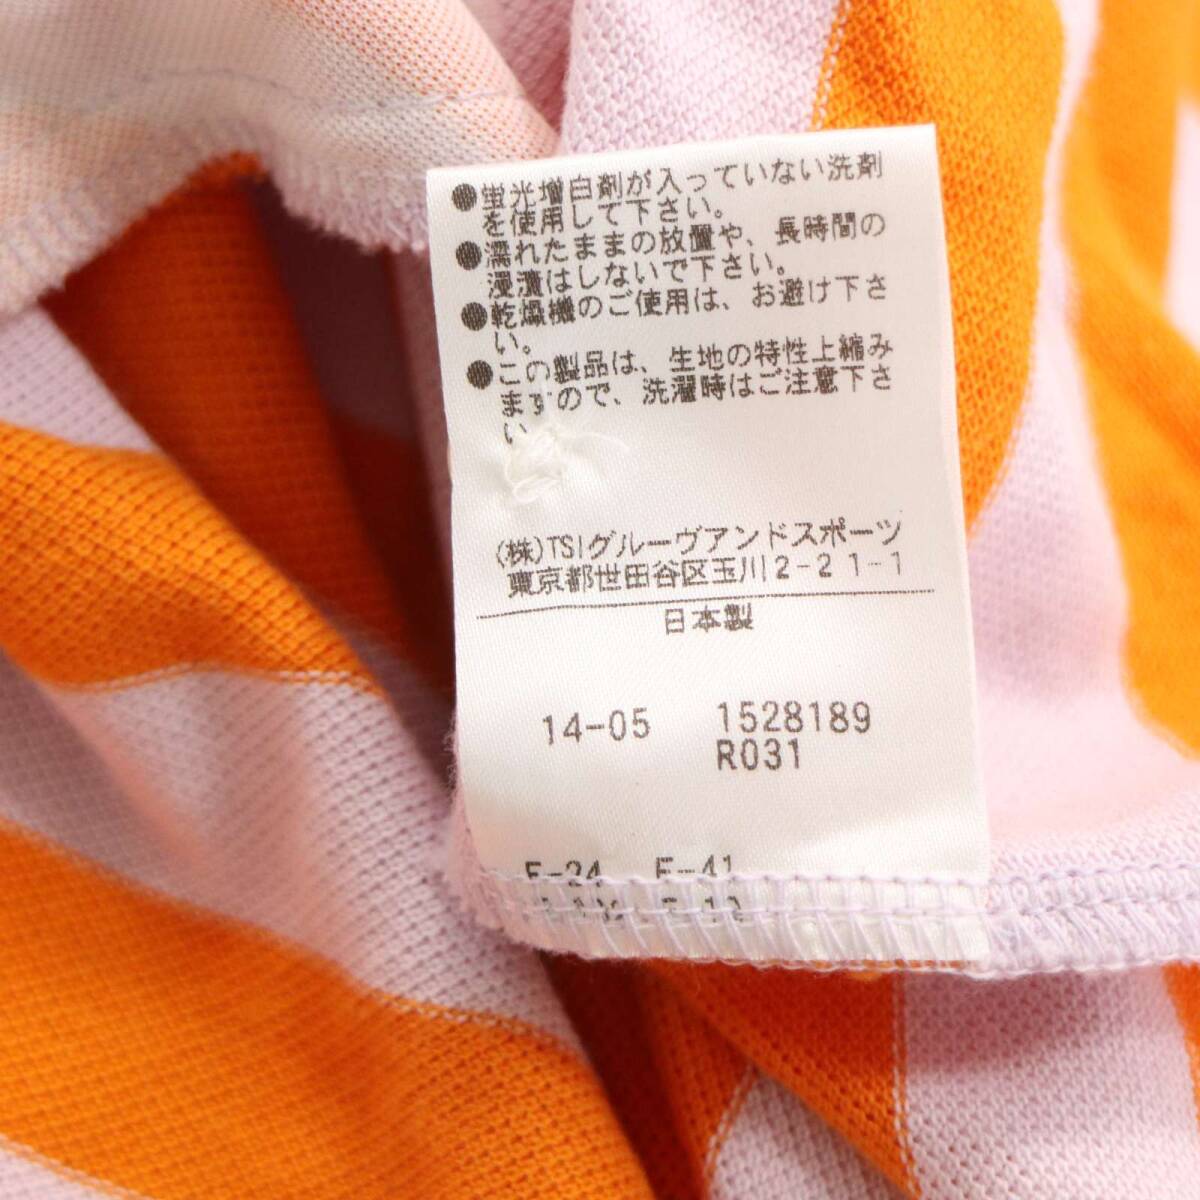 ●蛍光増白剤が入っていない洗剤
を使用して下さい。
●濡れたままの放置や、長時間の
浸漬はしないで下さい。
●乾燥機のご使用は、お避け下さ
い。
●この製品は、生地の特性上縮み
ますので、洗濯時はご注意下さ
い。
(株)TSIグルーヴアンドスポーツ
東京都世田谷区玉川2-21-1
日本製
14-05 1528189
R031
F-24 F-41